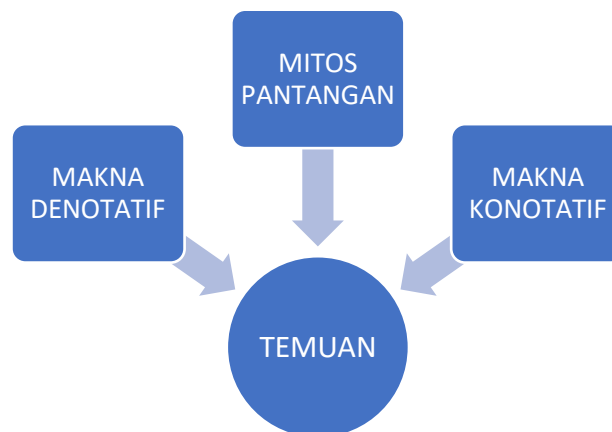 MITOS
PANTANGAN
MAKNA
DENOTATIF
MAKNA
KONOTATIF
TEMUAN